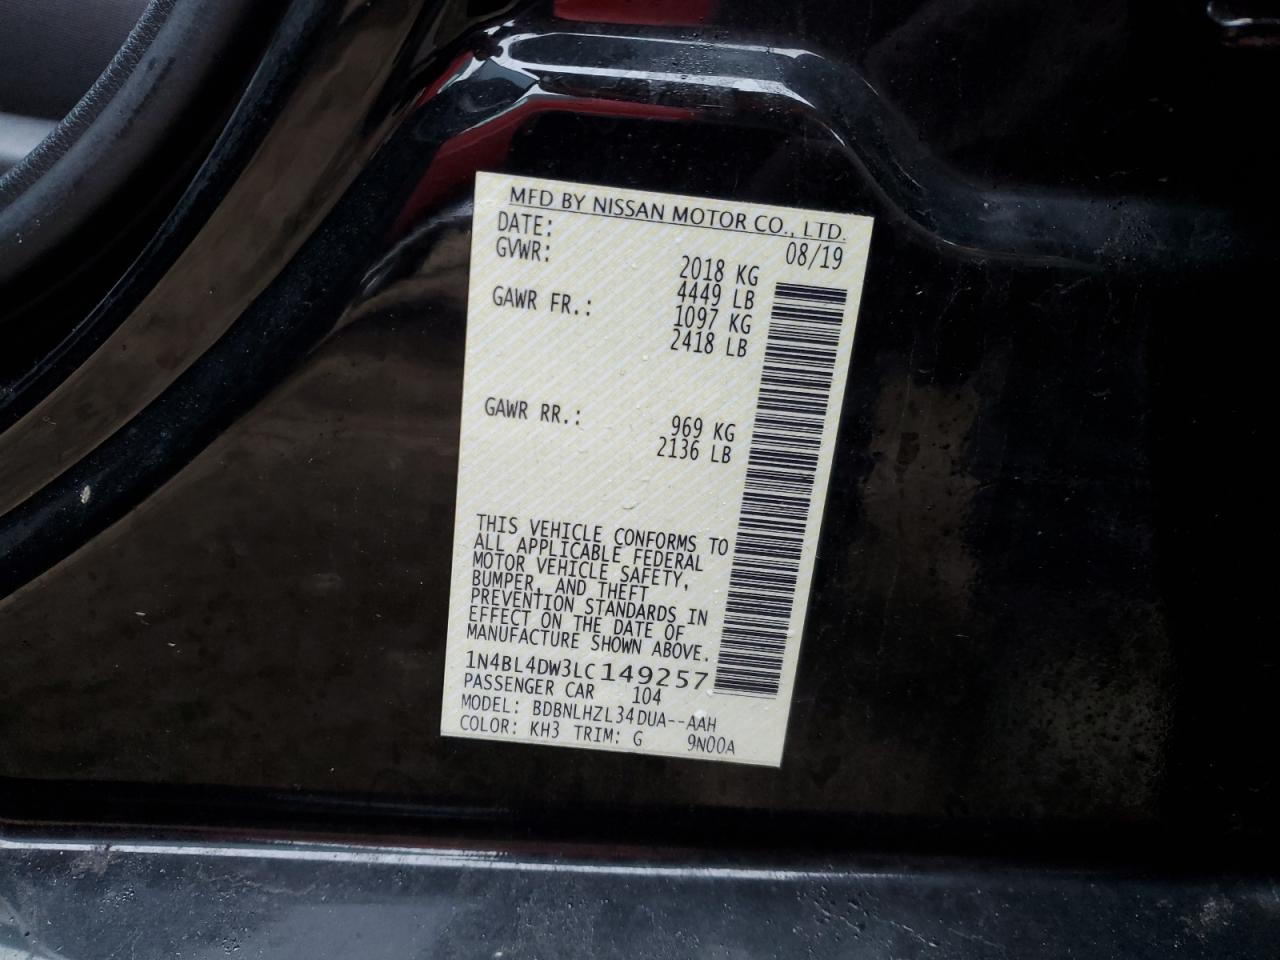 MFD BY NISSAN MOTOR CO., LTD.
DATE: 08/19
GVWR: 2018 KG
4449 LB
GAWR FR.: 1097 KG
2418 LB
GAWR RR.: 969 KG
2136 LB
THIS VEHICLE CONFORMS TO
ALL APPLICABLE FEDERAL
MOTOR VEHICLE SAFETY,
BUMPER, AND THEFT
PREVENTION STANDARDS IN
EFFECT ON THE DATE OF
MANUFACTURE SHOWN ABOVE.
1N4BL4DW3LC149257
PASSENGER CAR 104
MODEL: BDBNLHZL34DUA--AAH
COLOR: KH3 TRIM: G 9N00A